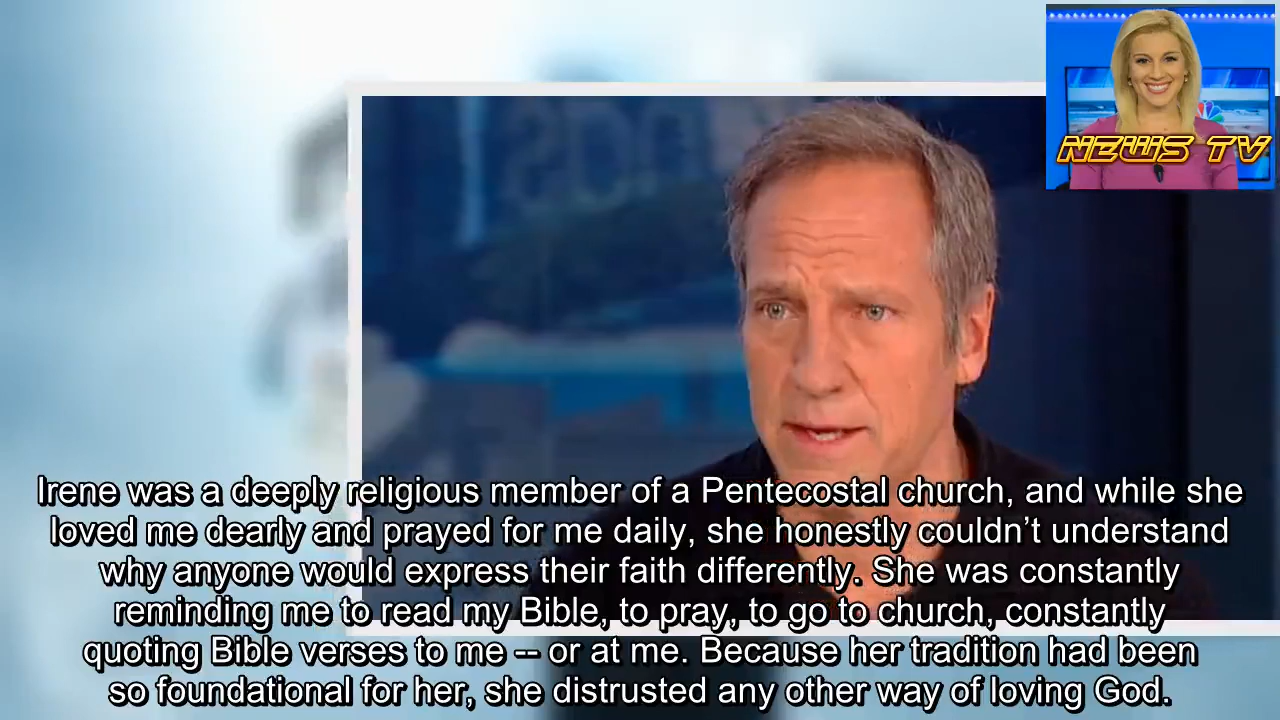 NEWS TV
Irene was a deeply religious member of a Pentecostal church, and while she
loved me dearly and prayed for me daily, she honestly couldn’t understand
why anyone would express their faith differently. She was constantly
reminding me to read my Bible, to pray, to go to church, constantly
quoting Bible verses to me -- or at me. Because her tradition had been
so foundational for her, she distrusted any other way of loving God.